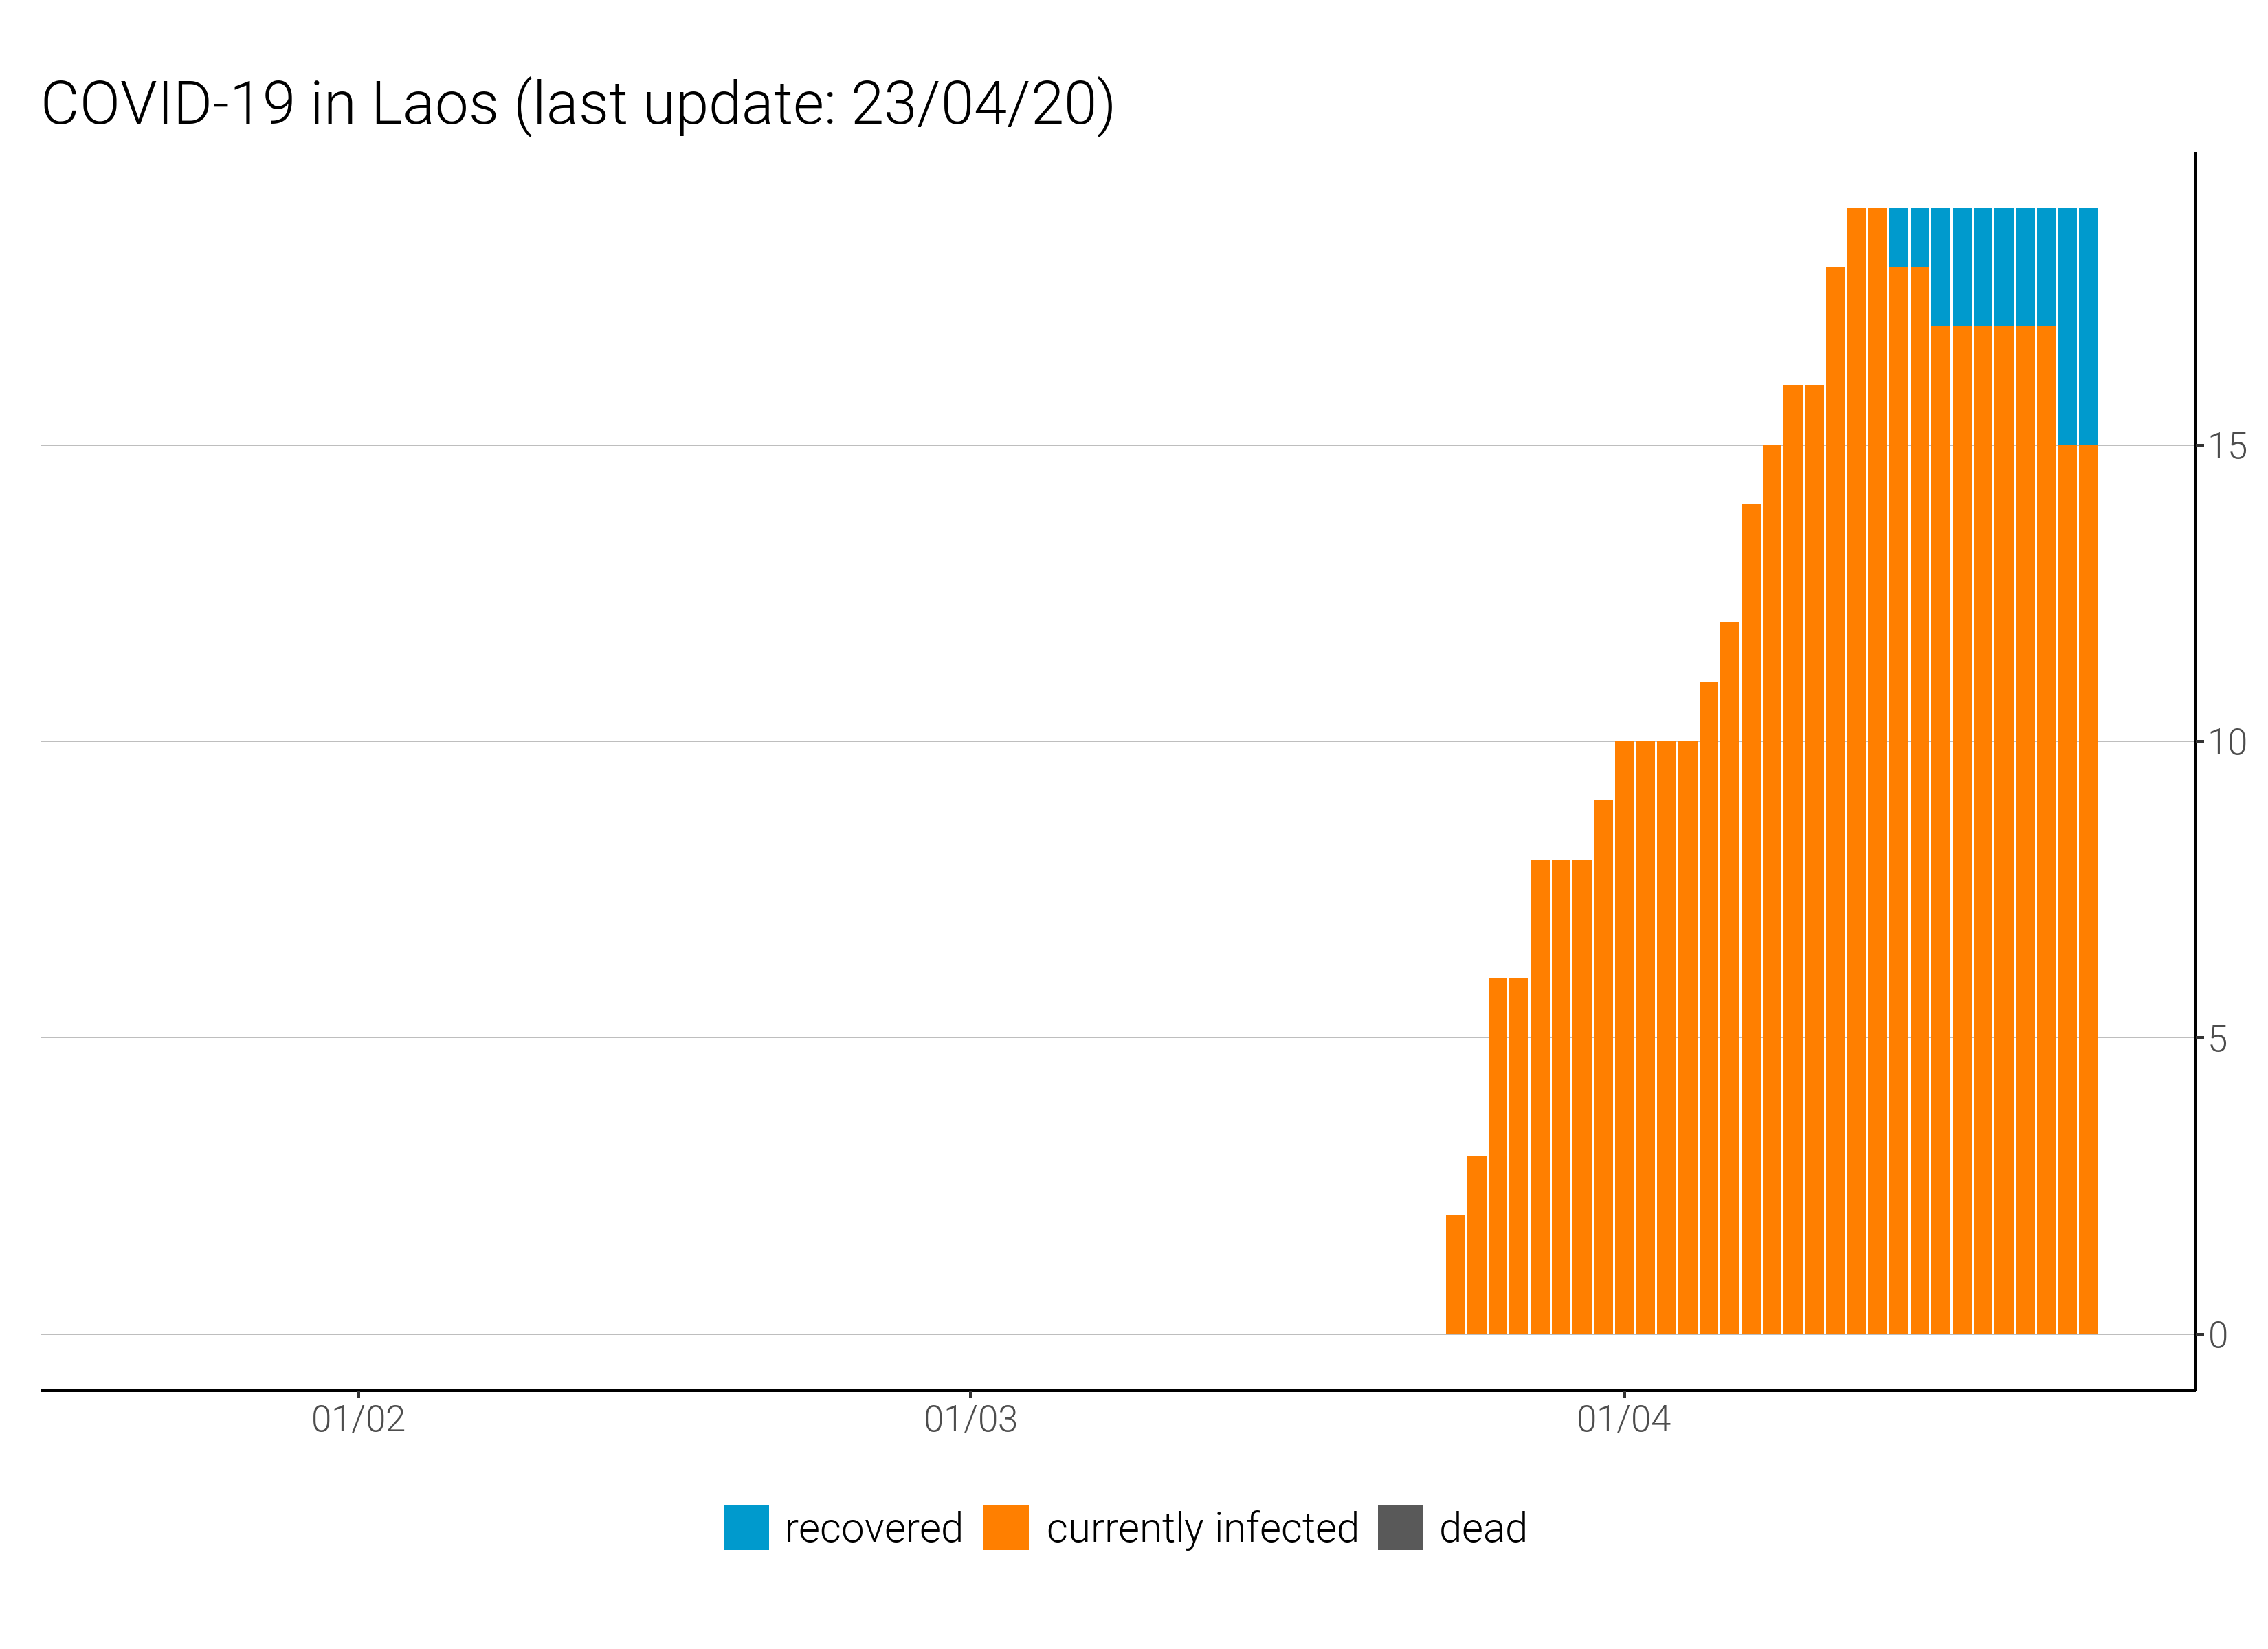 COVID-19 in Laos (last update: 23/04/20)
15
10
5
0
01/02 01/03 01/04
recovered currently infected dead